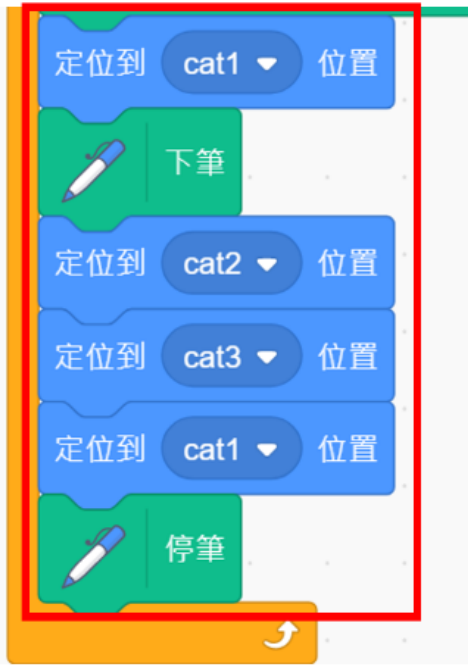 定位到 cat1 位置
下筆
定位到 cat2 位置
定位到 cat3 位置
定位到 cat1 位置
停筆